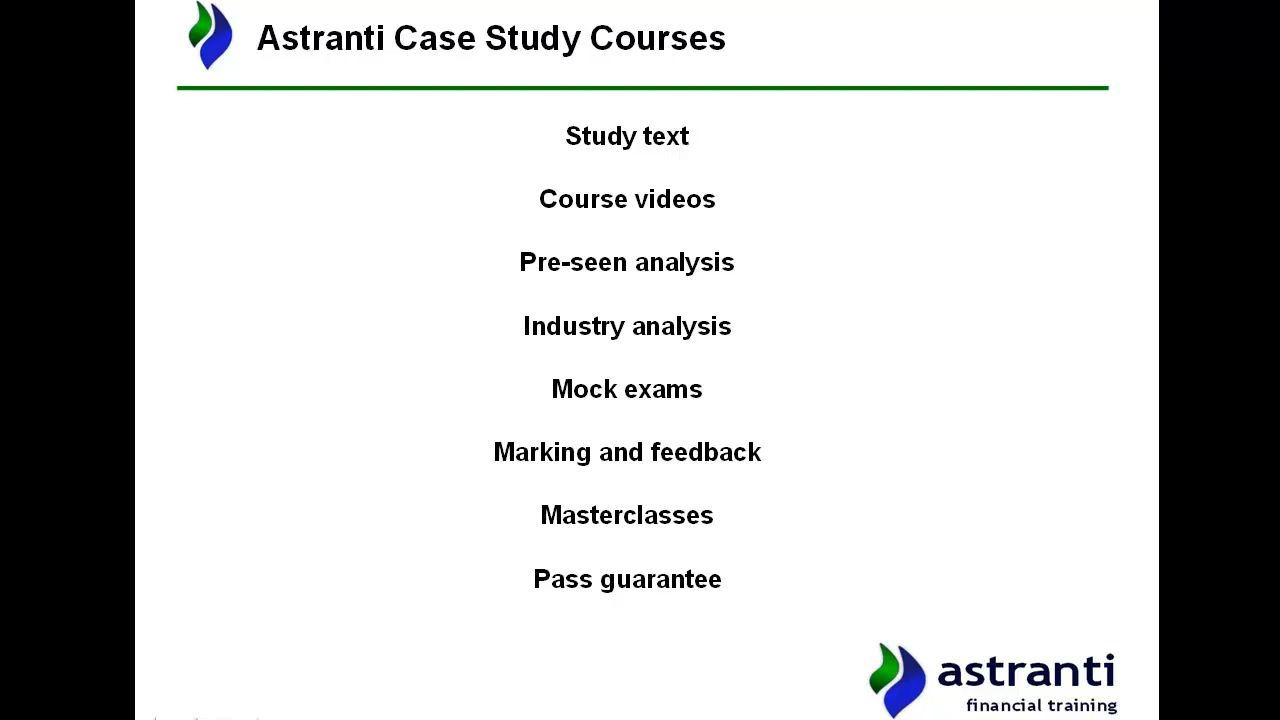 Astranti Case Study Courses
Study text
Course videos
Pre-seen analysis
Industry analysis
Mock exams
Marking and feedback
Masterclasses
Pass guarantee
astranti
financial training